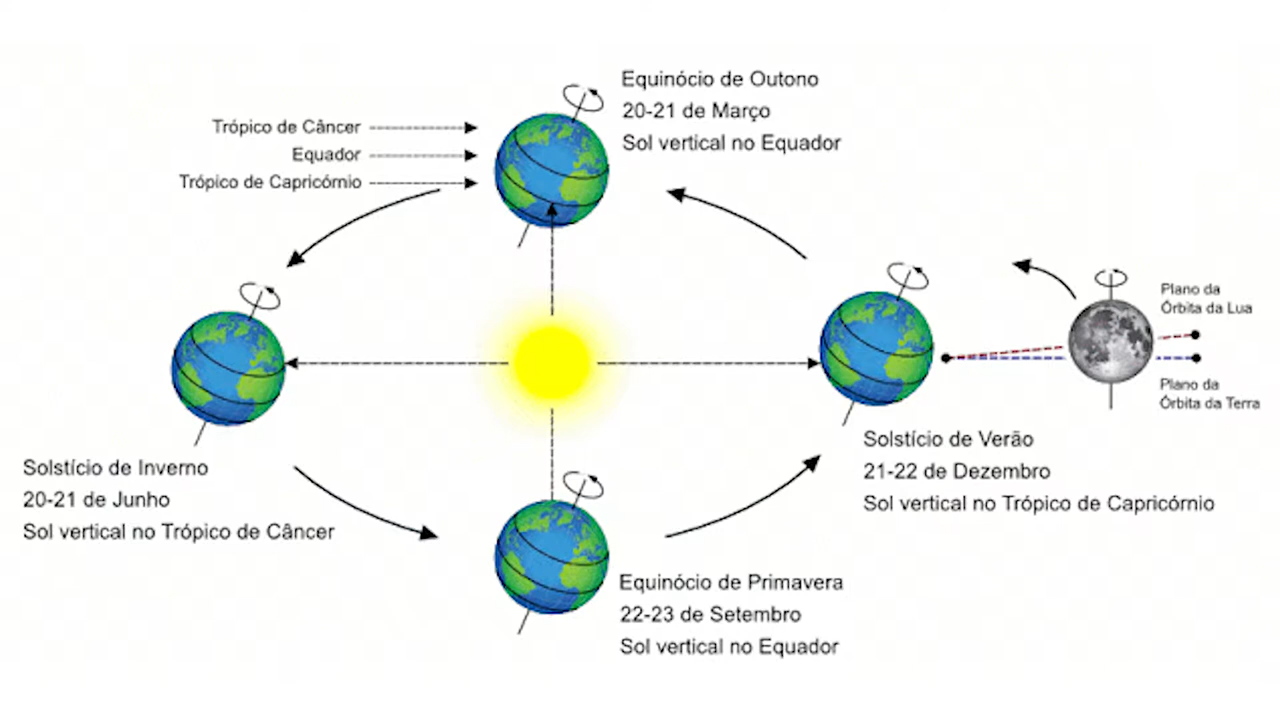 Equinócio de Outono
20-21 de Março
Sol vertical no Equador
Trópico de Câncer
Equador
Trópico de Capricórnio
Plano da
Órbita da Lua
Plano da
Órbita da Terra
Solstício de Verão
21-22 de Dezembro
Sol vertical no Trópico de Capricórnio
Solstício de Inverno
20-21 de Junho
Sol vertical no Trópico de Câncer
Equinócio de Primavera
22-23 de Setembro
Sol vertical no Equador